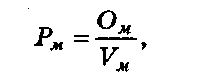 Pм = Oм / Vм,